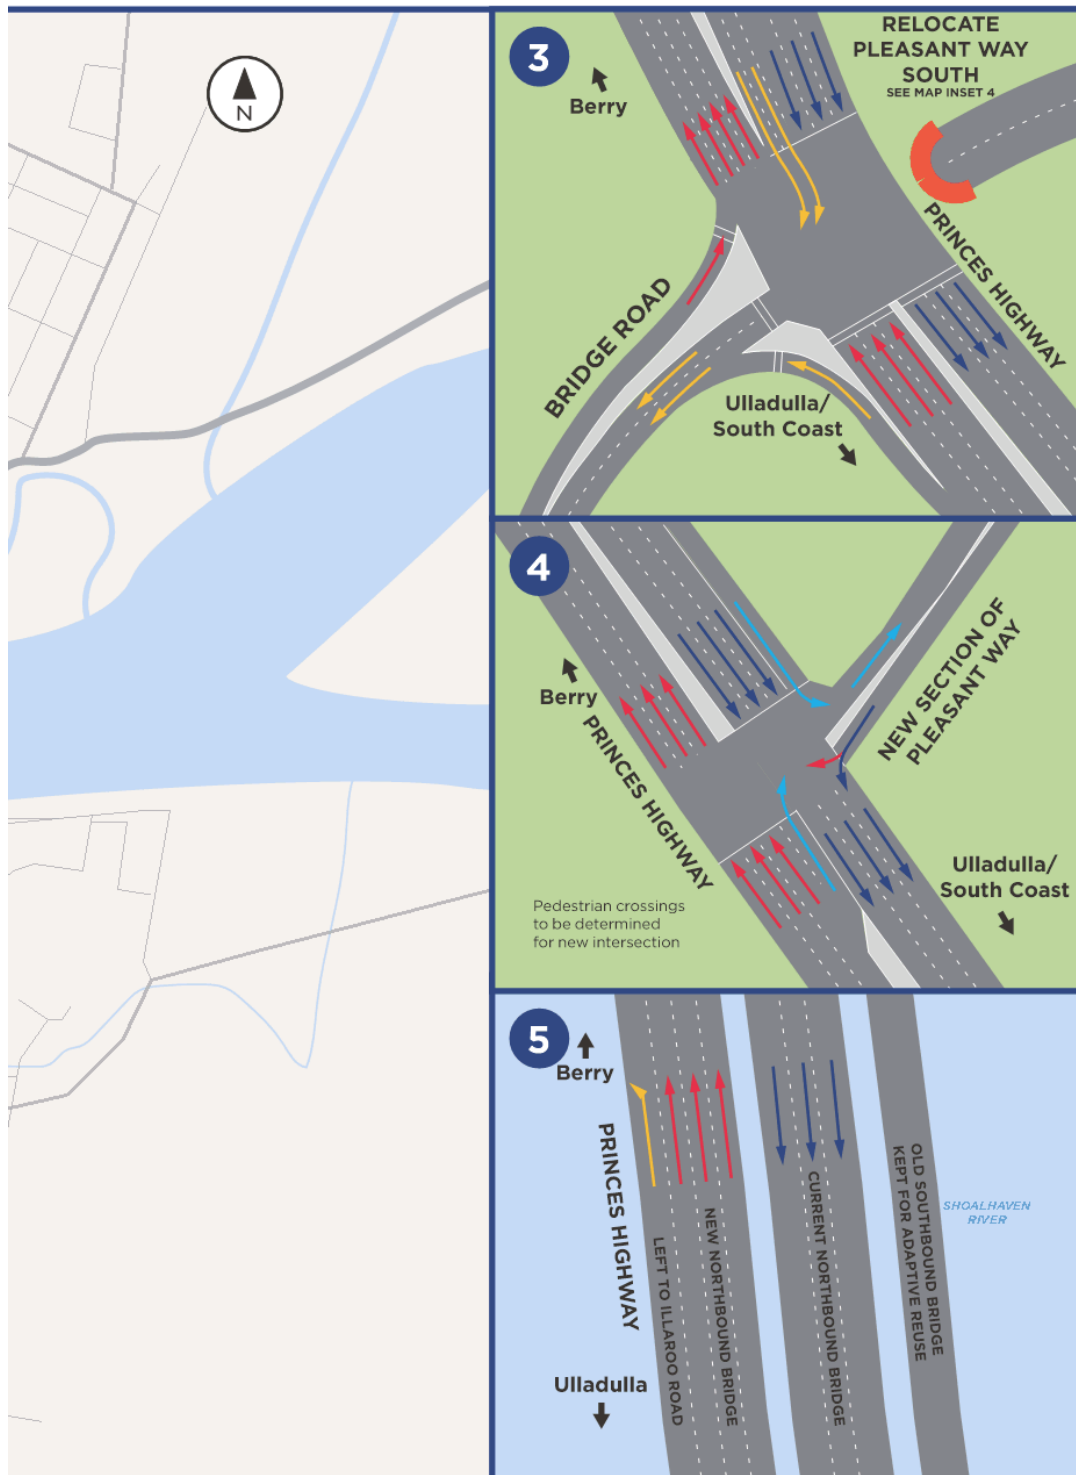 N
3
Berry
RELOCATE
PLEASANT WAY
SOUTH
SEE MAP INSET 4
PRINCES HIGHWAY
BRIDGE ROAD
Ulladulla/
South Coast
4
Berry
PRINCES HIGHWAY
NEW SECTION OF
PLEASANT WAY
Ulladulla/
South Coast
Pedestrian crossings
to be determined
for new intersection
5
Berry
PRINCES HIGHWAY
Ulladulla
LEFT TO ILLAROO ROAD
NEW NORTHBOUND BRIDGE
CURRENT NORTHBOUND BRIDGE
OLD SOUTHBOUND BRIDGE
KEPT FOR ADAPTIVE REUSE
SHOALHAVEN
RIVER